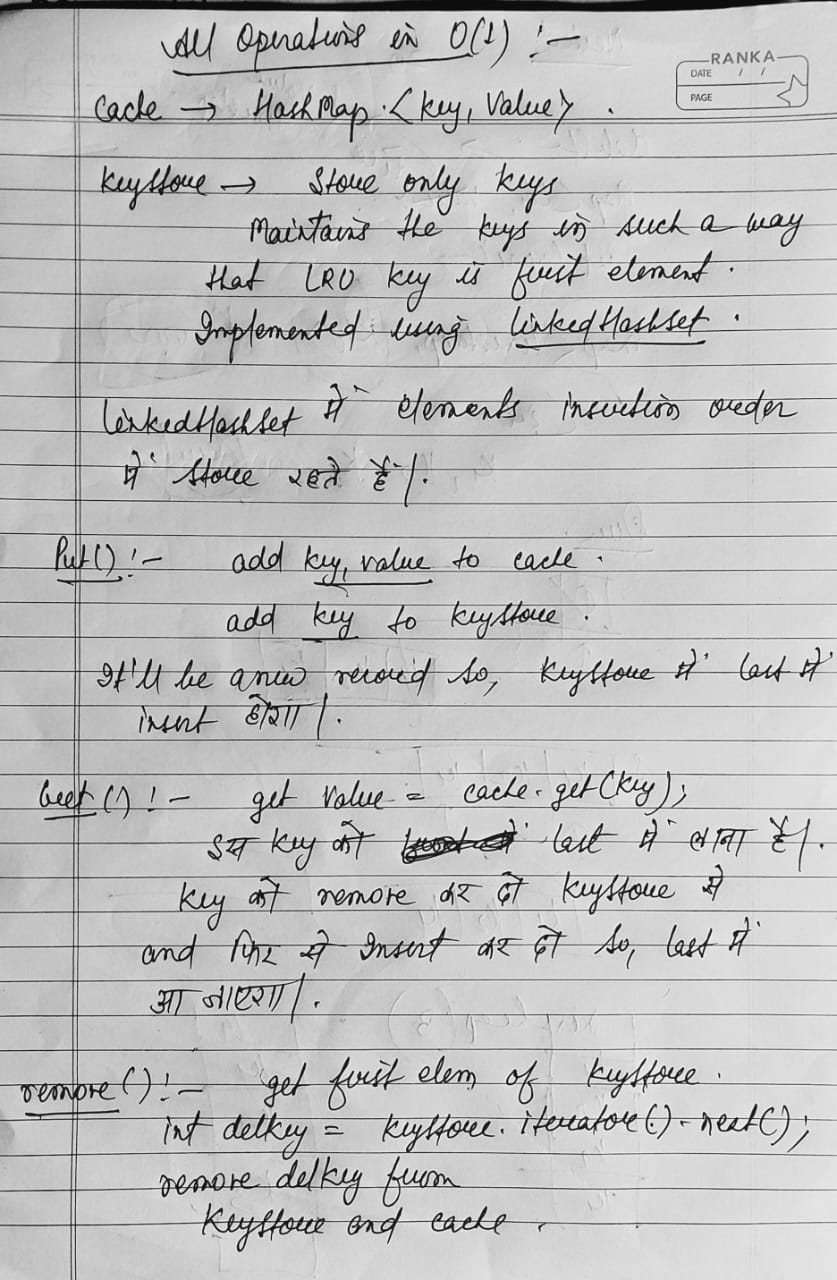 All Operations in O(1) :-
RANKA
DATE / /
PAGE
Cache → HashMap <key, Value> .
KeyStore → Store only keys
Maintains the keys in such a way
that LRU key is first element .
Implemented using linkedHashset .
linkedHashSet में elements insertion order
में store रहते हैं।.
Put() :- add key, value to cache .
add key to keystore .
It'll be a new record so, keystore में last में
insert होगा।.
Get () :- get value = cache.get(key);
इस key को last में लाना है।.
key को remove कर दो keystore से
and फिर से Insert कर दो so, last में
आ जाएगा।.
remove() :- get first elem of keystore .
int delkey = keystore.iterator().next();
remove delkey from
keystore and cache .